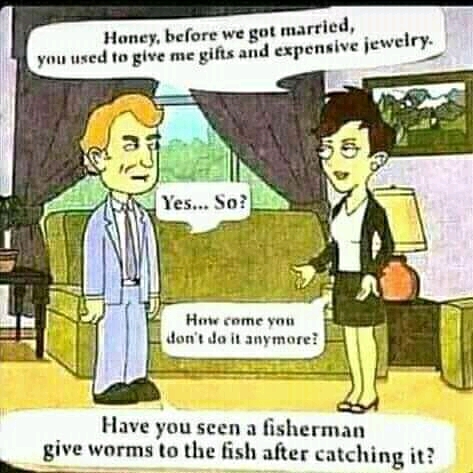 Honey, before we got married,
you used to give me gifts and expensive jewelry.
Yes... So?
How come you
don't do it anymore?
Have you seen a fisherman
give worms to the fish after catching it?